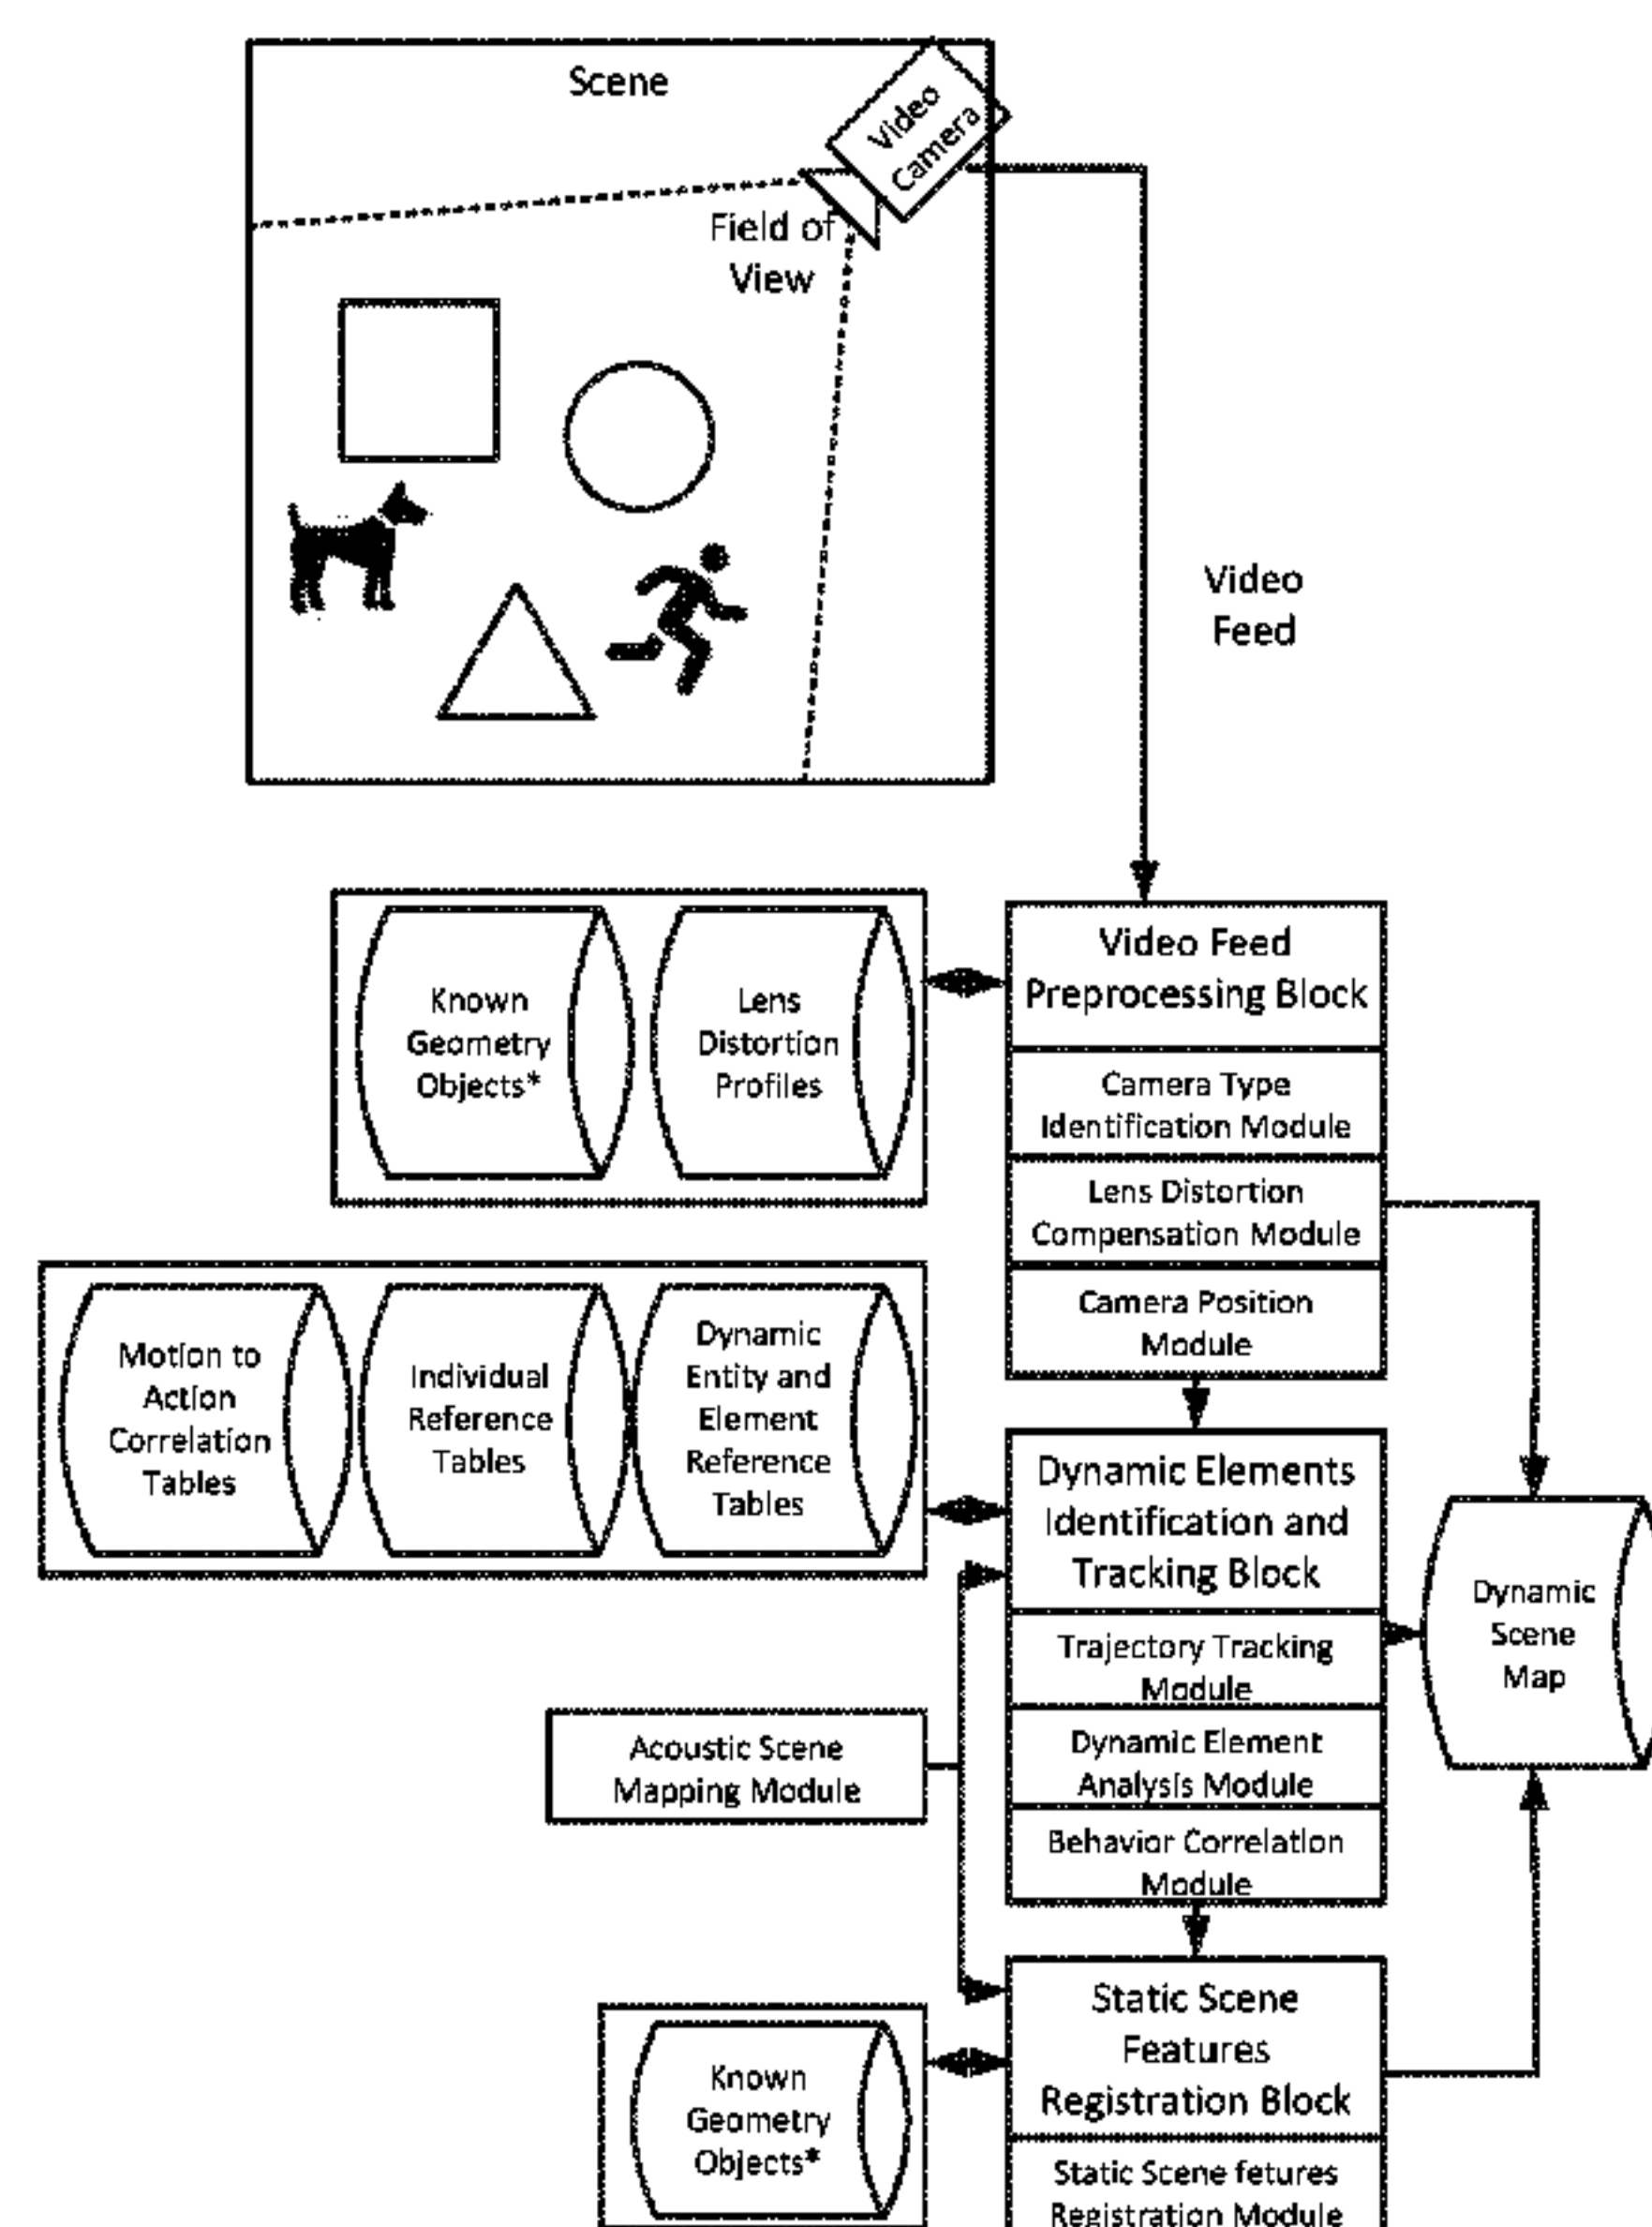 Scene
Video
Camera
Field of
View
Video
Feed
Known
Geometry
Objects*
Lens
Distortion
Profiles
Video Feed
Preprocessing Block
Camera Type
Identification Module
Lens Distortion
Compensation Module
Camera Position
Module
Motion to
Action
Correlation
Tables
Individual
Reference
Tables
Dynamic
Entity and
Element
Reference
Tables
Dynamic Elements
Identification and
Tracking Block
Trajectory Tracking
Module
Dynamic Element
Analysis Module
Behavior Correlation
Module
Dynamic
Scene
Map
Acoustic Scene
Mapping Module
Static Scene
Features
Registration Block
Static Scene fetures
Registration Module
Known
Geometry
Objects*